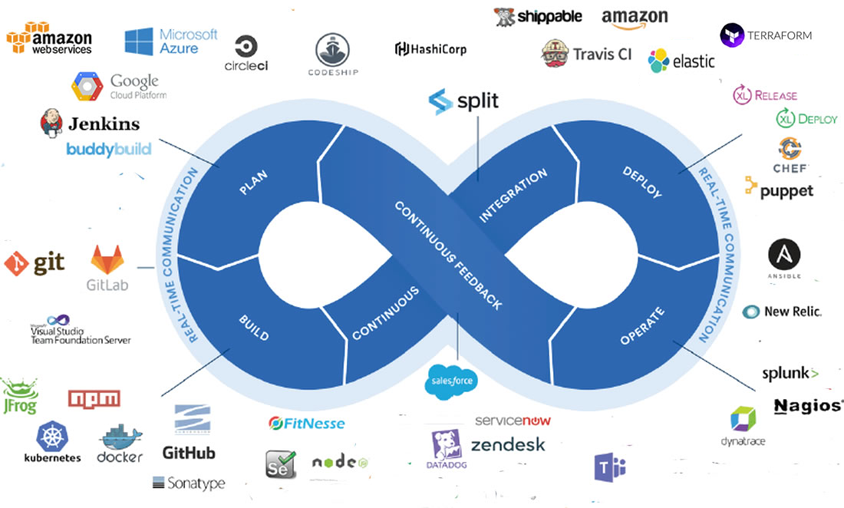 shippable
amazon
amazon
webservices
Microsoft
Azure
circleci
CODESHIP
HashiCorp
Travis CI
elastic
TERRAFORM
Google
Cloud Platform
Jenkins
buddybuild
split
XL RELEASE
XL DEPLOY
CHEF
puppet
PLAN
CONTINUOUS FEEDBACK
INTEGRATION
DEPLOY
REAL-TIME COMMUNICATION
REAL-TIME COMMUNICATION
git
GitLab
ANSIBLE
New Relic.
Visual Studio
Team Foundation Server
BUILD
CONTINUOUS
OPERATE
splunk>
JFrog
npm
salesforce
Nagios
dynatrace
kubernetes
docker
GitHub
FitNesse
servicenow
DATADOG
zendesk
Se
node
JS
T
Sonatype